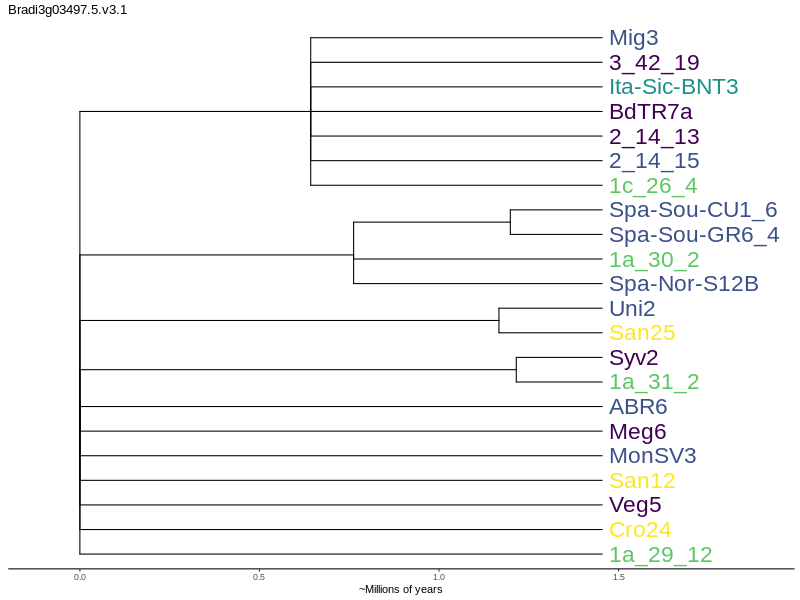 Bradi3g03497.5.v3.1
Mig3
3_42_19
Ita-Sic-BNT3
BdTR7a
2_14_13
2_14_15
1c_26_4
Spa-Sou-CU1_6
Spa-Sou-GR6_4
1a_30_2
Spa-Nor-S12B
Uni2
San25
Syv2
1a_31_2
ABR6
Meg6
MonSV3
San12
Veg5
Cro24
1a_29_12
0.0 0.5 1.0 1.5
~Millions of years